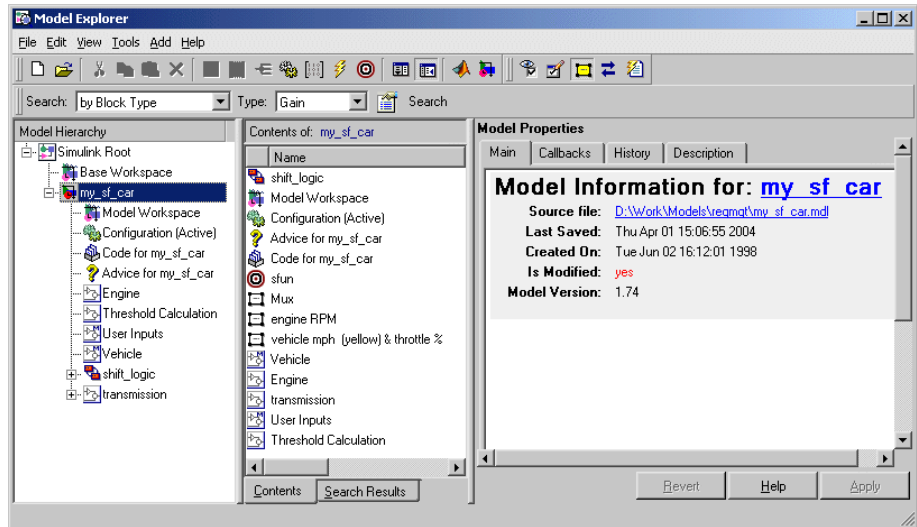 Model Explorer
File Edit View Tools Add Help
Search: by Block Type Type: Gain Search
Model Hierarchy
Simulink Root
Base Workspace
my_sf_car
Model Workspace
Configuration (Active)
Code for my_sf_car
Advice for my_sf_car
Engine
Threshold Calculation
User Inputs
Vehicle
shift_logic
transmission
Contents of: my_sf_car
Name
shift_logic
Model Workspace
Configuration (Active)
Advice for my_sf_car
Code for my_sf_car
sfun
Mux
engine RPM
vehicle mph (yellow) & throttle %
Vehicle
Engine
transmission
User Inputs
Threshold Calculation
Contents Search Results
Model Properties
Main Callbacks History Description
Model Information for: my_sf_car
Source file: D:\Work\Models\reqmgt\my_sf_car.mdl
Last Saved: Thu Apr 01 15:06:55 2004
Created On: Tue Jun 02 16:12:01 1998
Is Modified: yes
Model Version: 1.74
Revert Help Apply